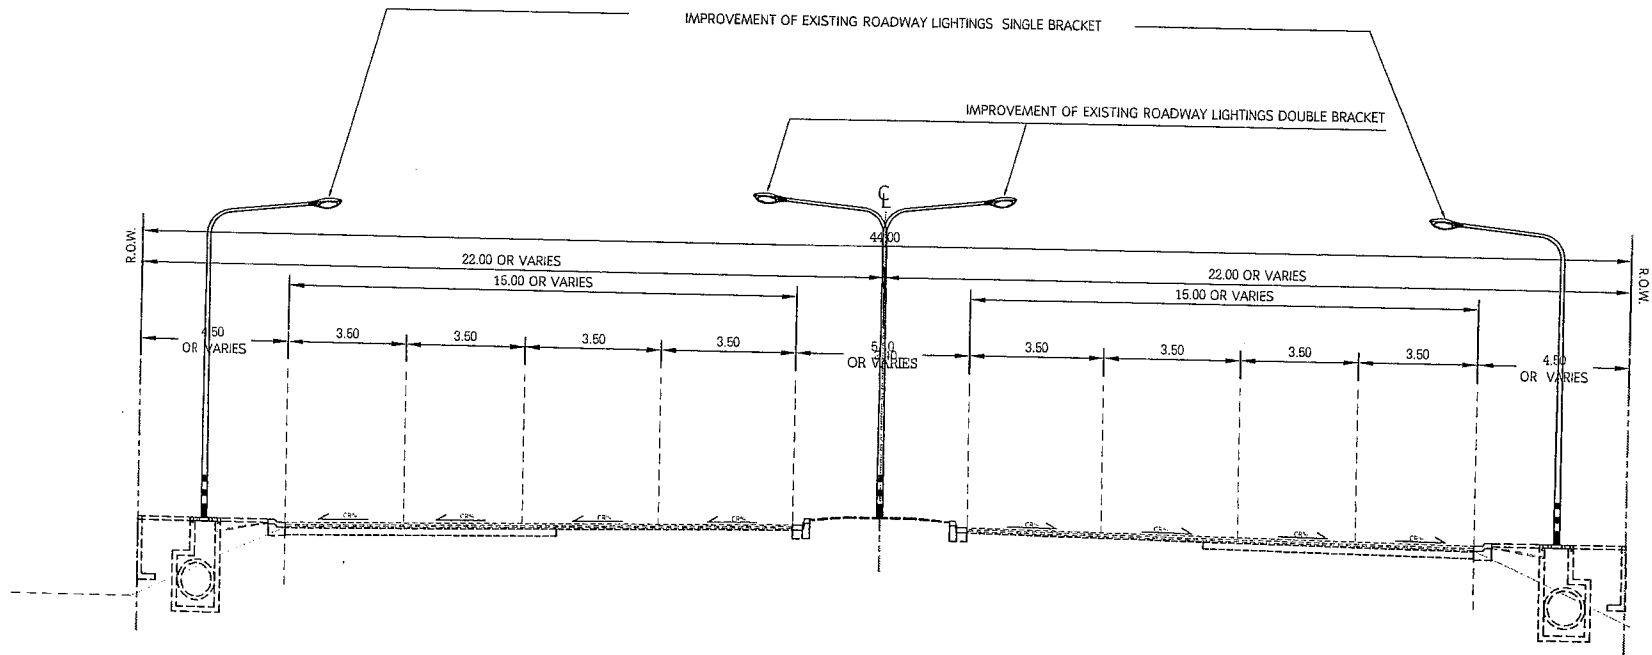 IMPROVEMENT OF EXISTING ROADWAY LIGHTINGS SINGLE BRACKET
IMPROVEMENT OF EXISTING ROADWAY LIGHTINGS DOUBLE BRACKET
CL
R.O.W.
44.00
R.O.W.
22.00 OR VARIES
22.00 OR VARIES
15.00 OR VARIES
15.00 OR VARIES
4.50
OR VARIES
3.50
3.50
3.50
3.50
OR VARIES
3.50
3.50
3.50
3.50
4.50
OR VARIES